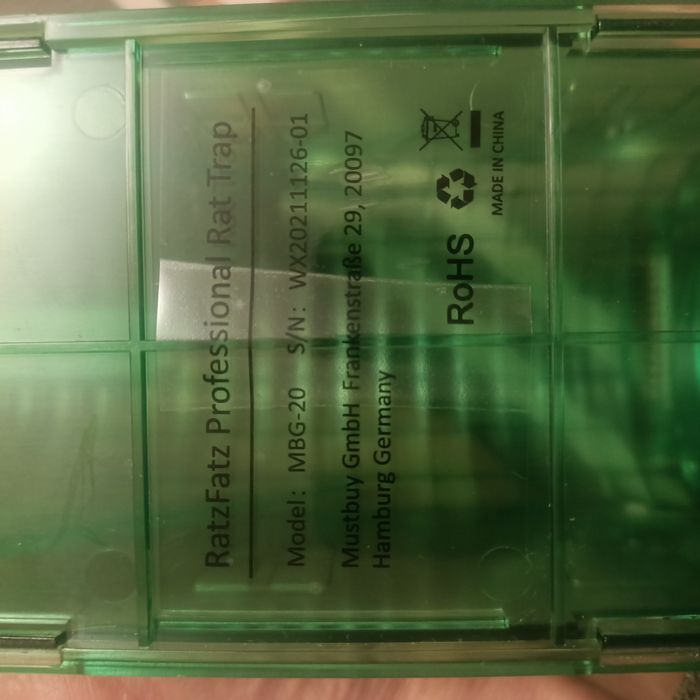 RatzFatz Professional Rat Trap
Model: MBG-20 S/N: WX20211126-01
Mustbuy GmbH Frankenstraße 29, 20097
Hamburg Germany
RoHS
MADE IN CHINA